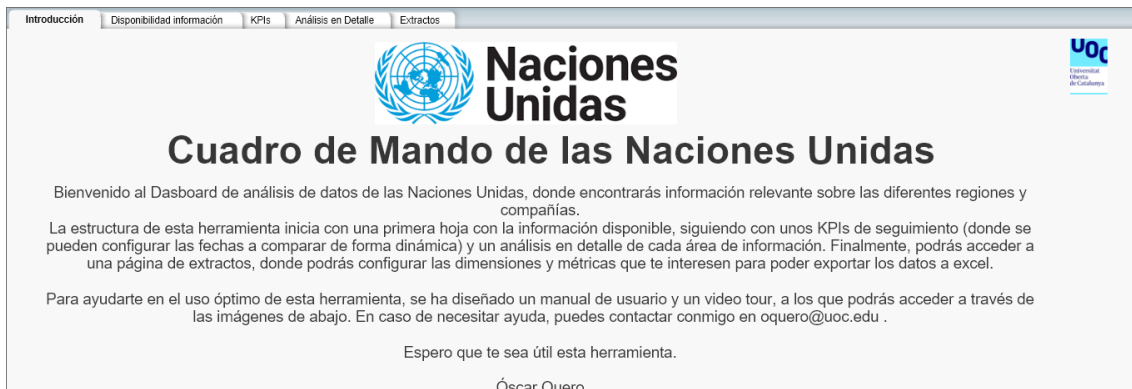 Introducción
Disponibilidad información
KPIs
Análisis en Detalle
Extractos
Naciones
Unidas
UOC
Universitat
Oberta
de Catalunya
Cuadro de Mando de las Naciones Unidas
Bienvenido al Dasboard de análisis de datos de las Naciones Unidas, donde encontrarás información relevante sobre las diferentes regiones y
compañías.
La estructura de esta herramienta inicia con una primera hoja con la información disponible, siguiendo con unos KPIs de seguimiento (donde se
pueden configurar las fechas a comparar de forma dinámica) y un análisis en detalle de cada área de información. Finalmente, podrás acceder a
una página de extractos, donde podrás configurar las dimensiones y métricas que te interesen para poder exportar los datos a excel.
Para ayudarte en el uso óptimo de esta herramienta, se ha diseñado un manual de usuario y un video tour, a los que podrás acceder a través de
las imágenes de abajo. En caso de necesitar ayuda, puedes contactar conmigo en oquero@uoc.edu .
Espero que te sea útil esta herramienta.
Óscar Quero